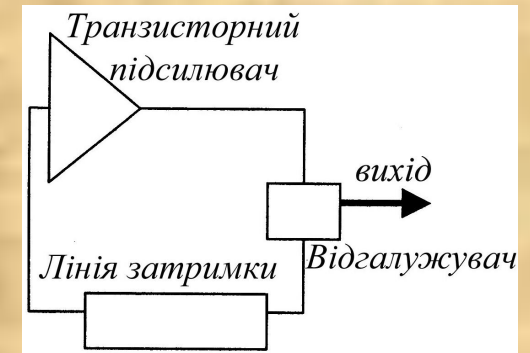 Транзисторний
підсилювач
вихід
Відгалужувач
Лінія затримки